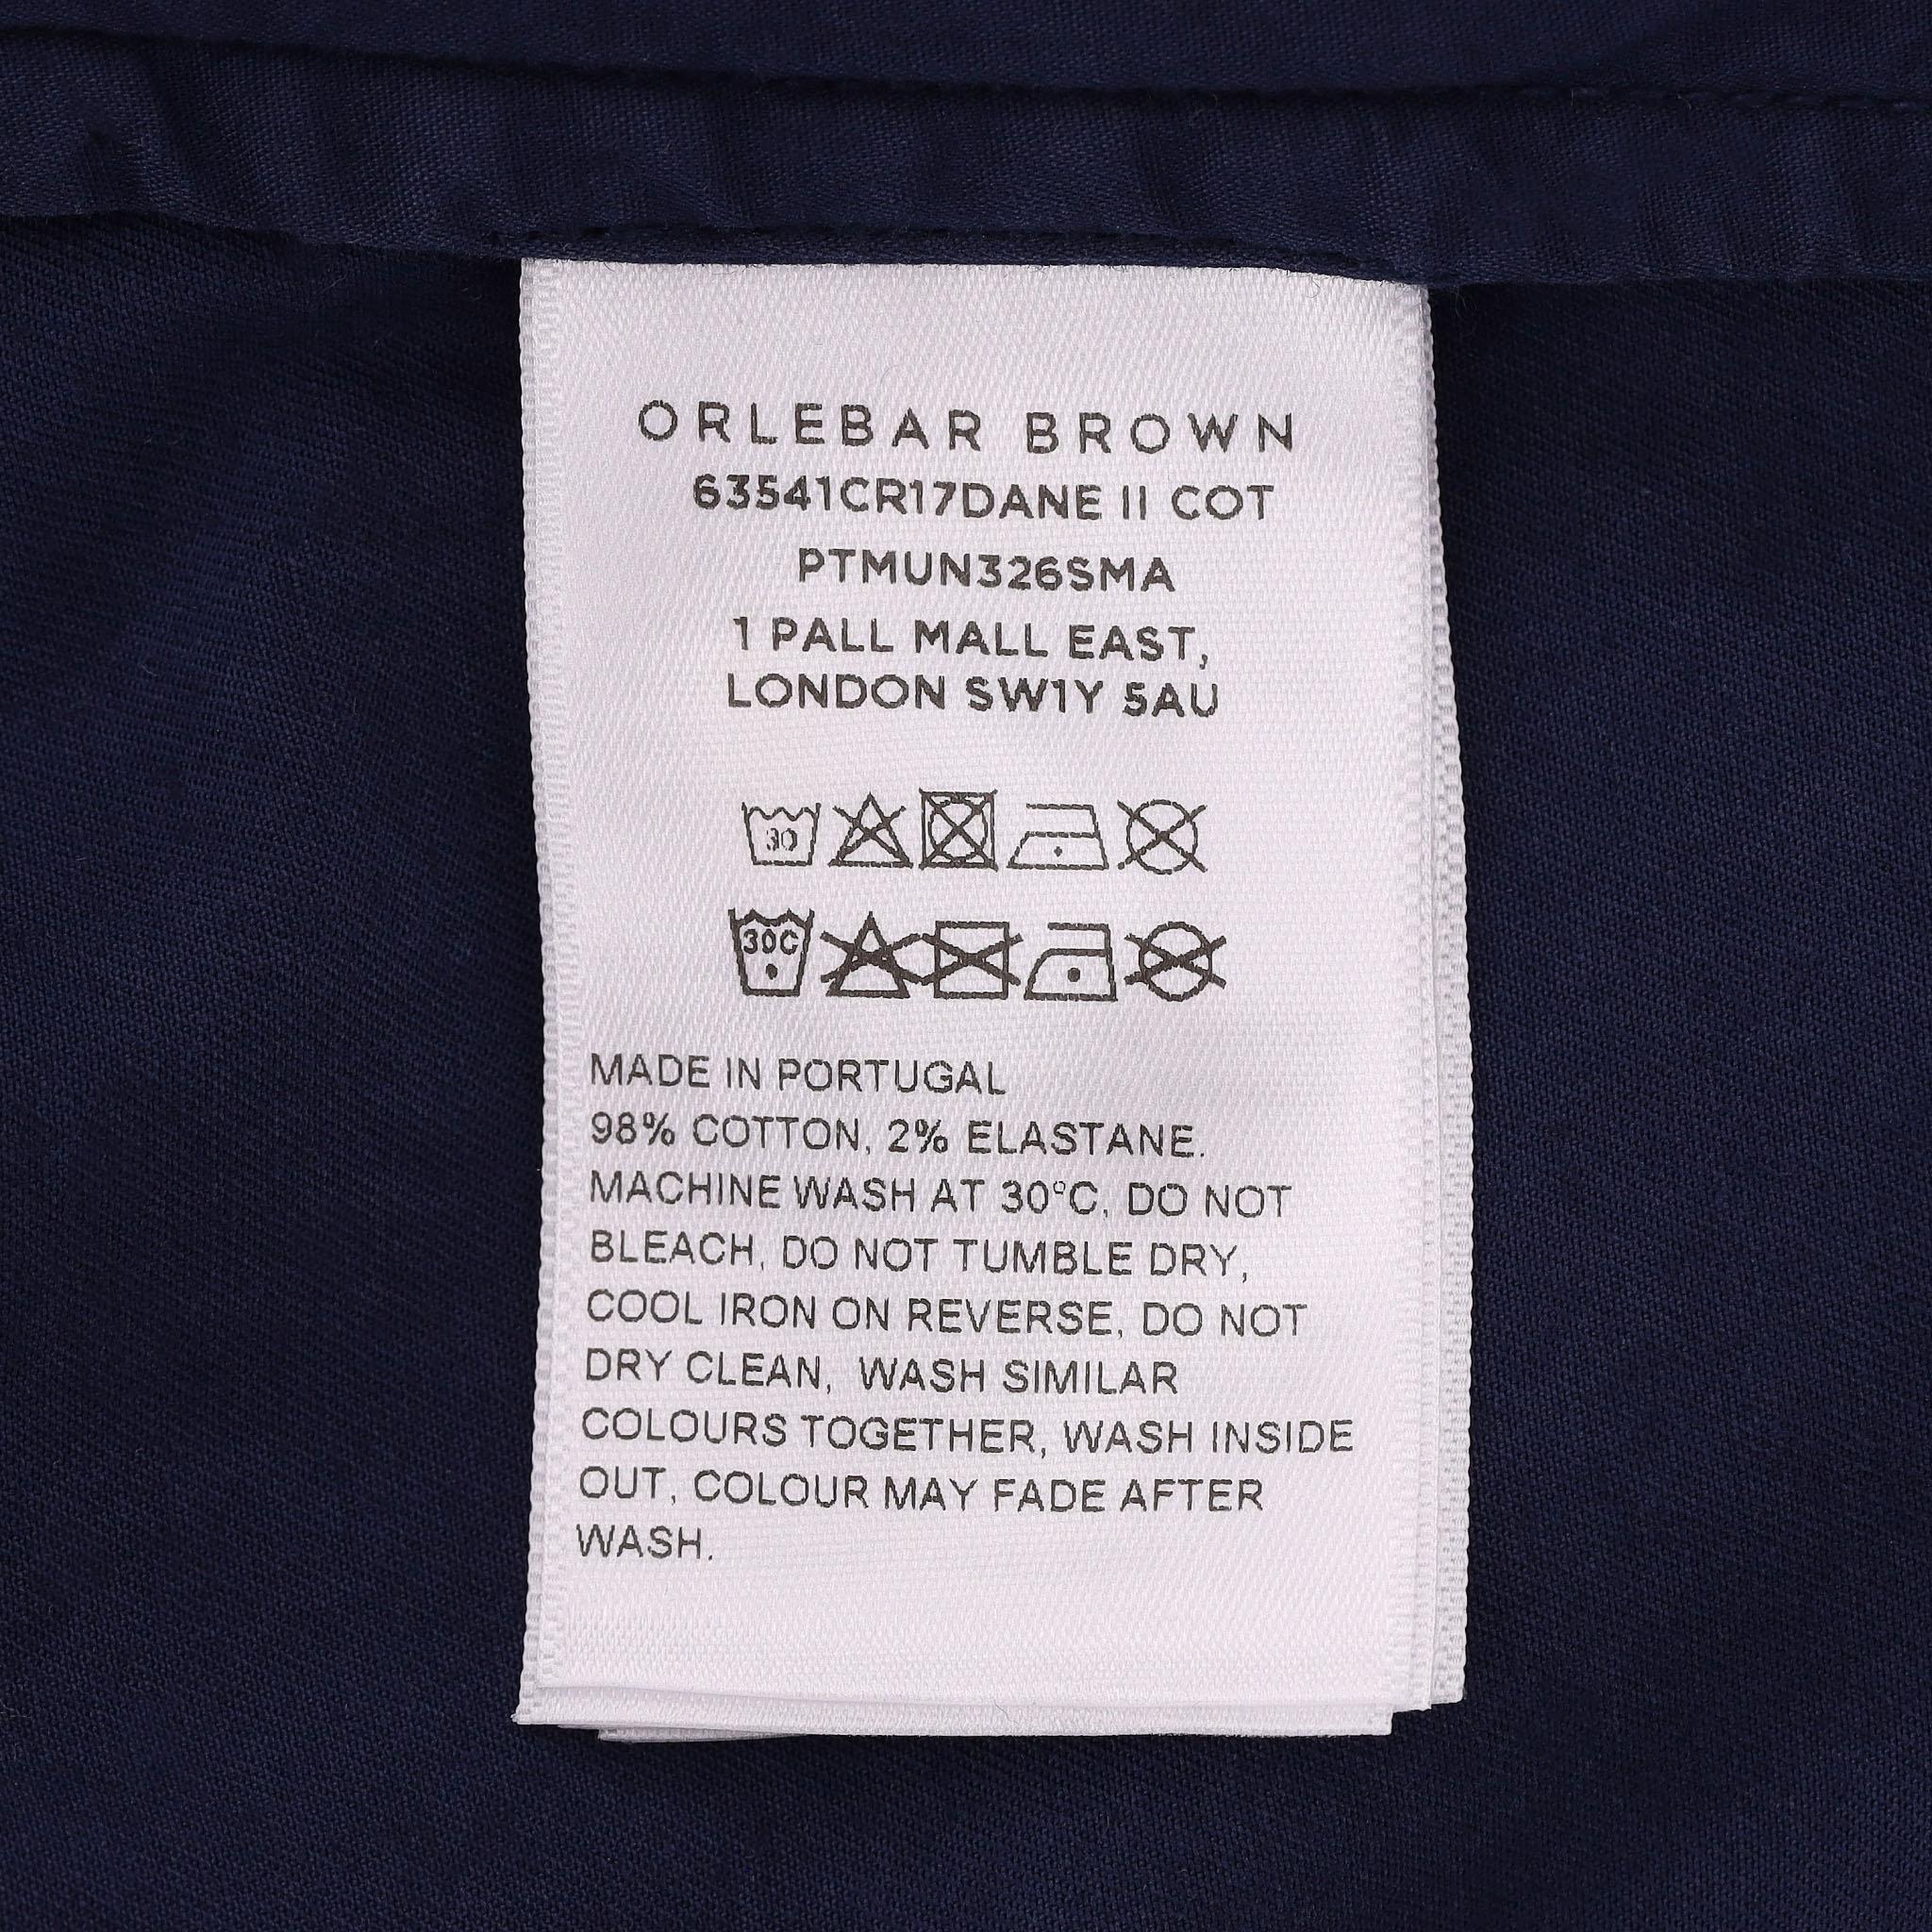 ORLEBAR BROWN
63541CR17DANE II COT
PTMUN326SMA
1 PALL MALL EAST,
LONDON SW1Y 5AU
30
30C
MADE IN PORTUGAL
98% COTTON, 2% ELASTANE.
MACHINE WASH AT 30°C, DO NOT
BLEACH, DO NOT TUMBLE DRY,
COOL IRON ON REVERSE, DO NOT
DRY CLEAN, WASH SIMILAR
COLOURS TOGETHER, WASH INSIDE
OUT, COLOUR MAY FADE AFTER
WASH.